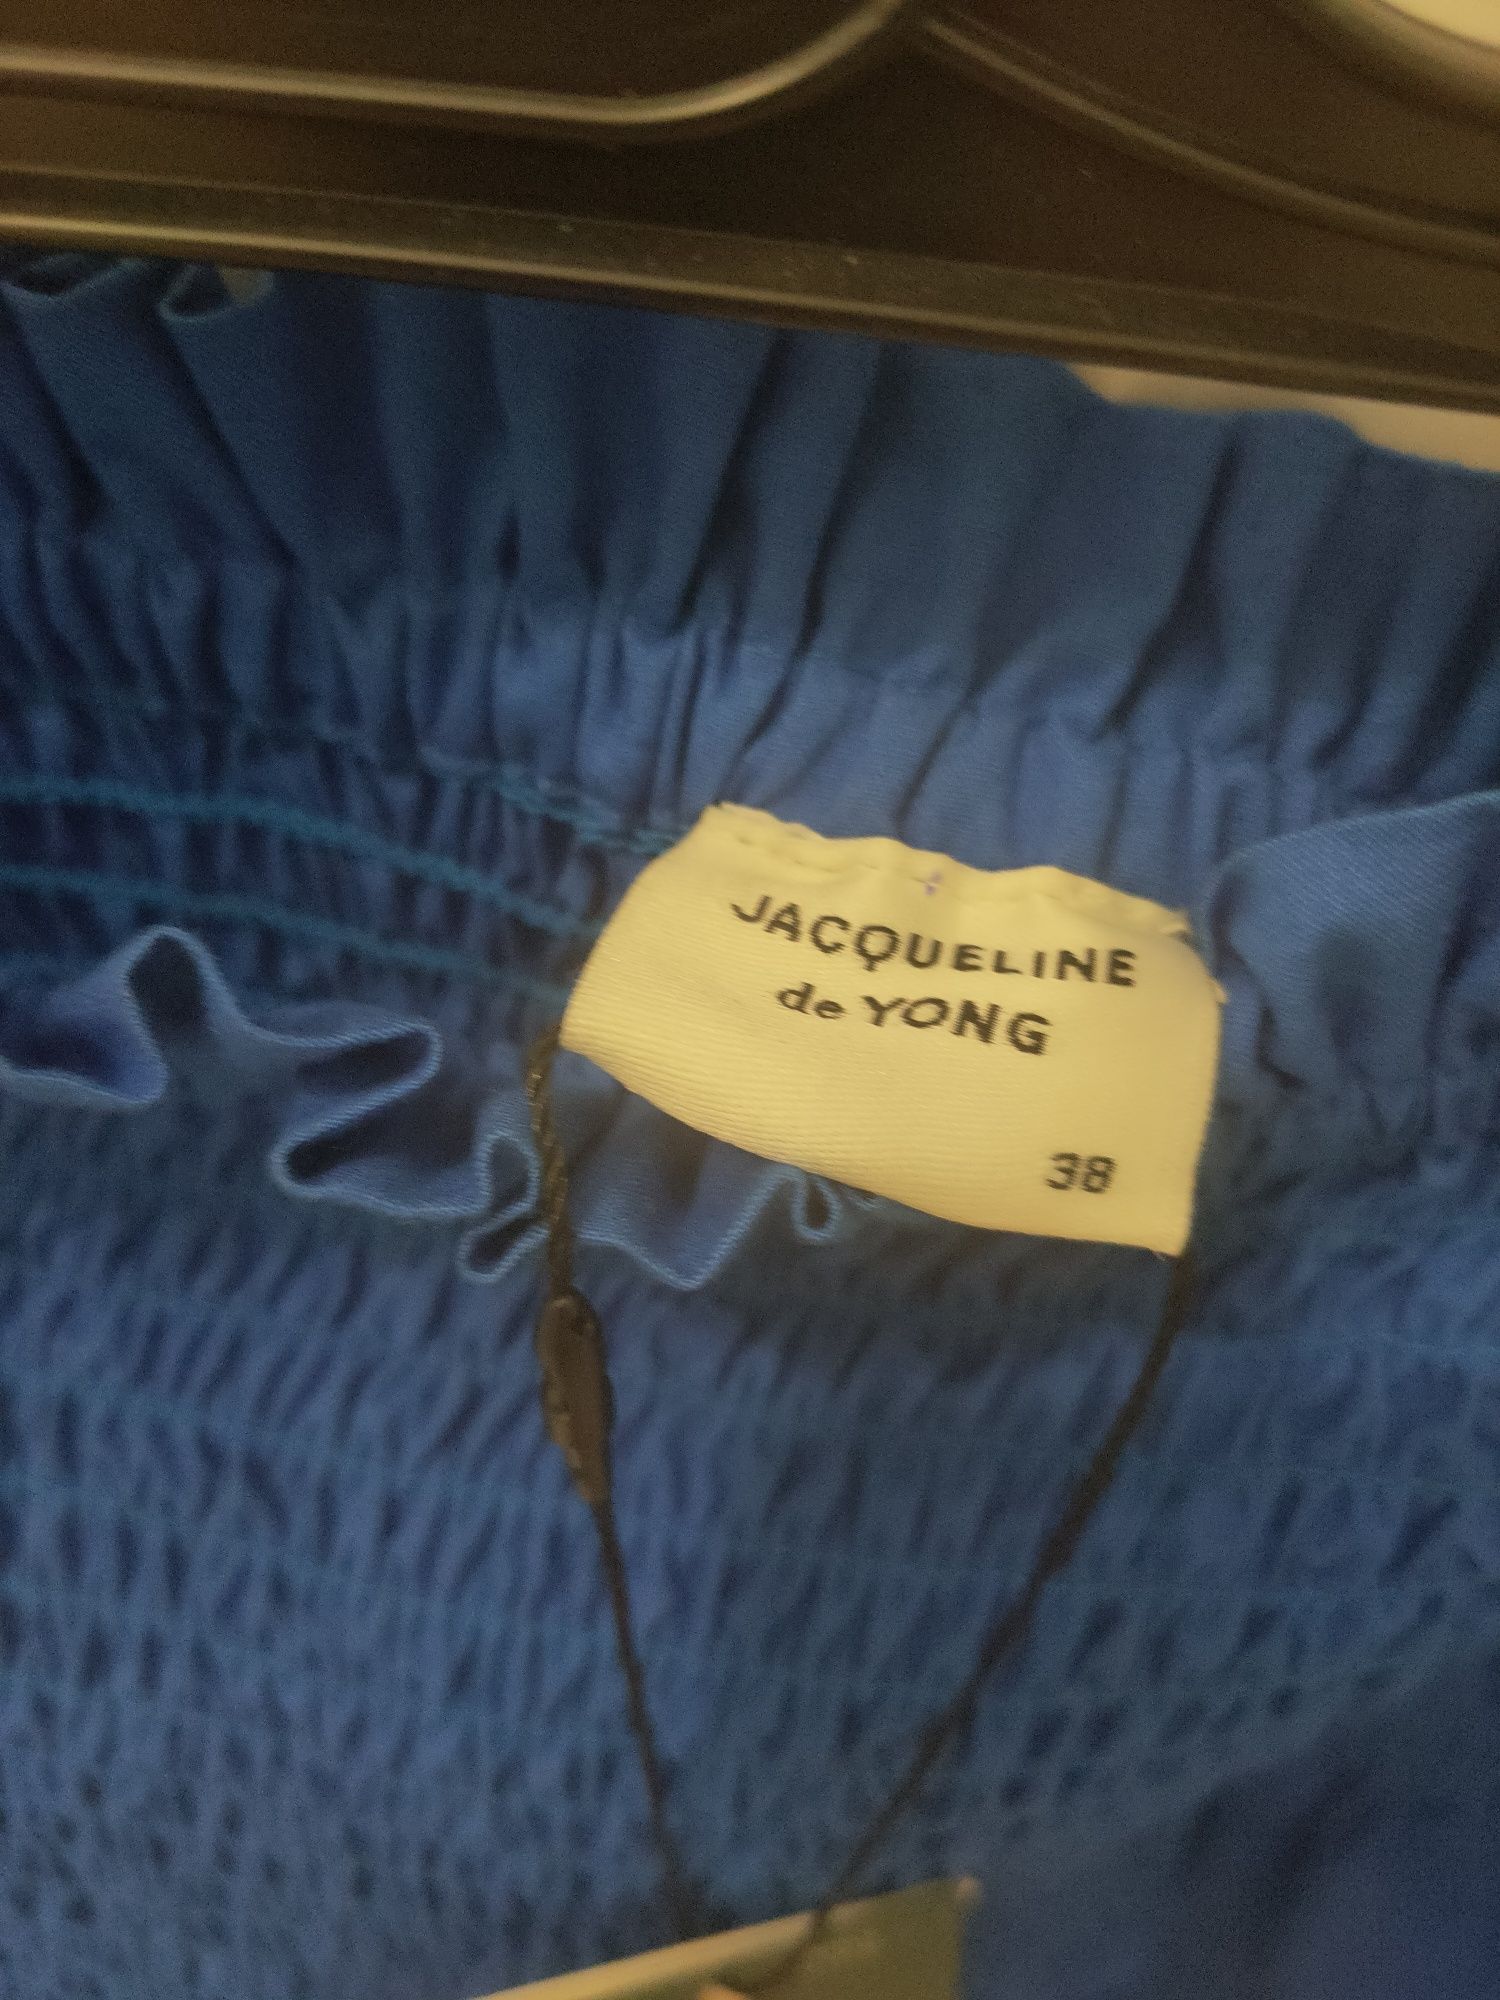 JACQUELINE
de YONG
38